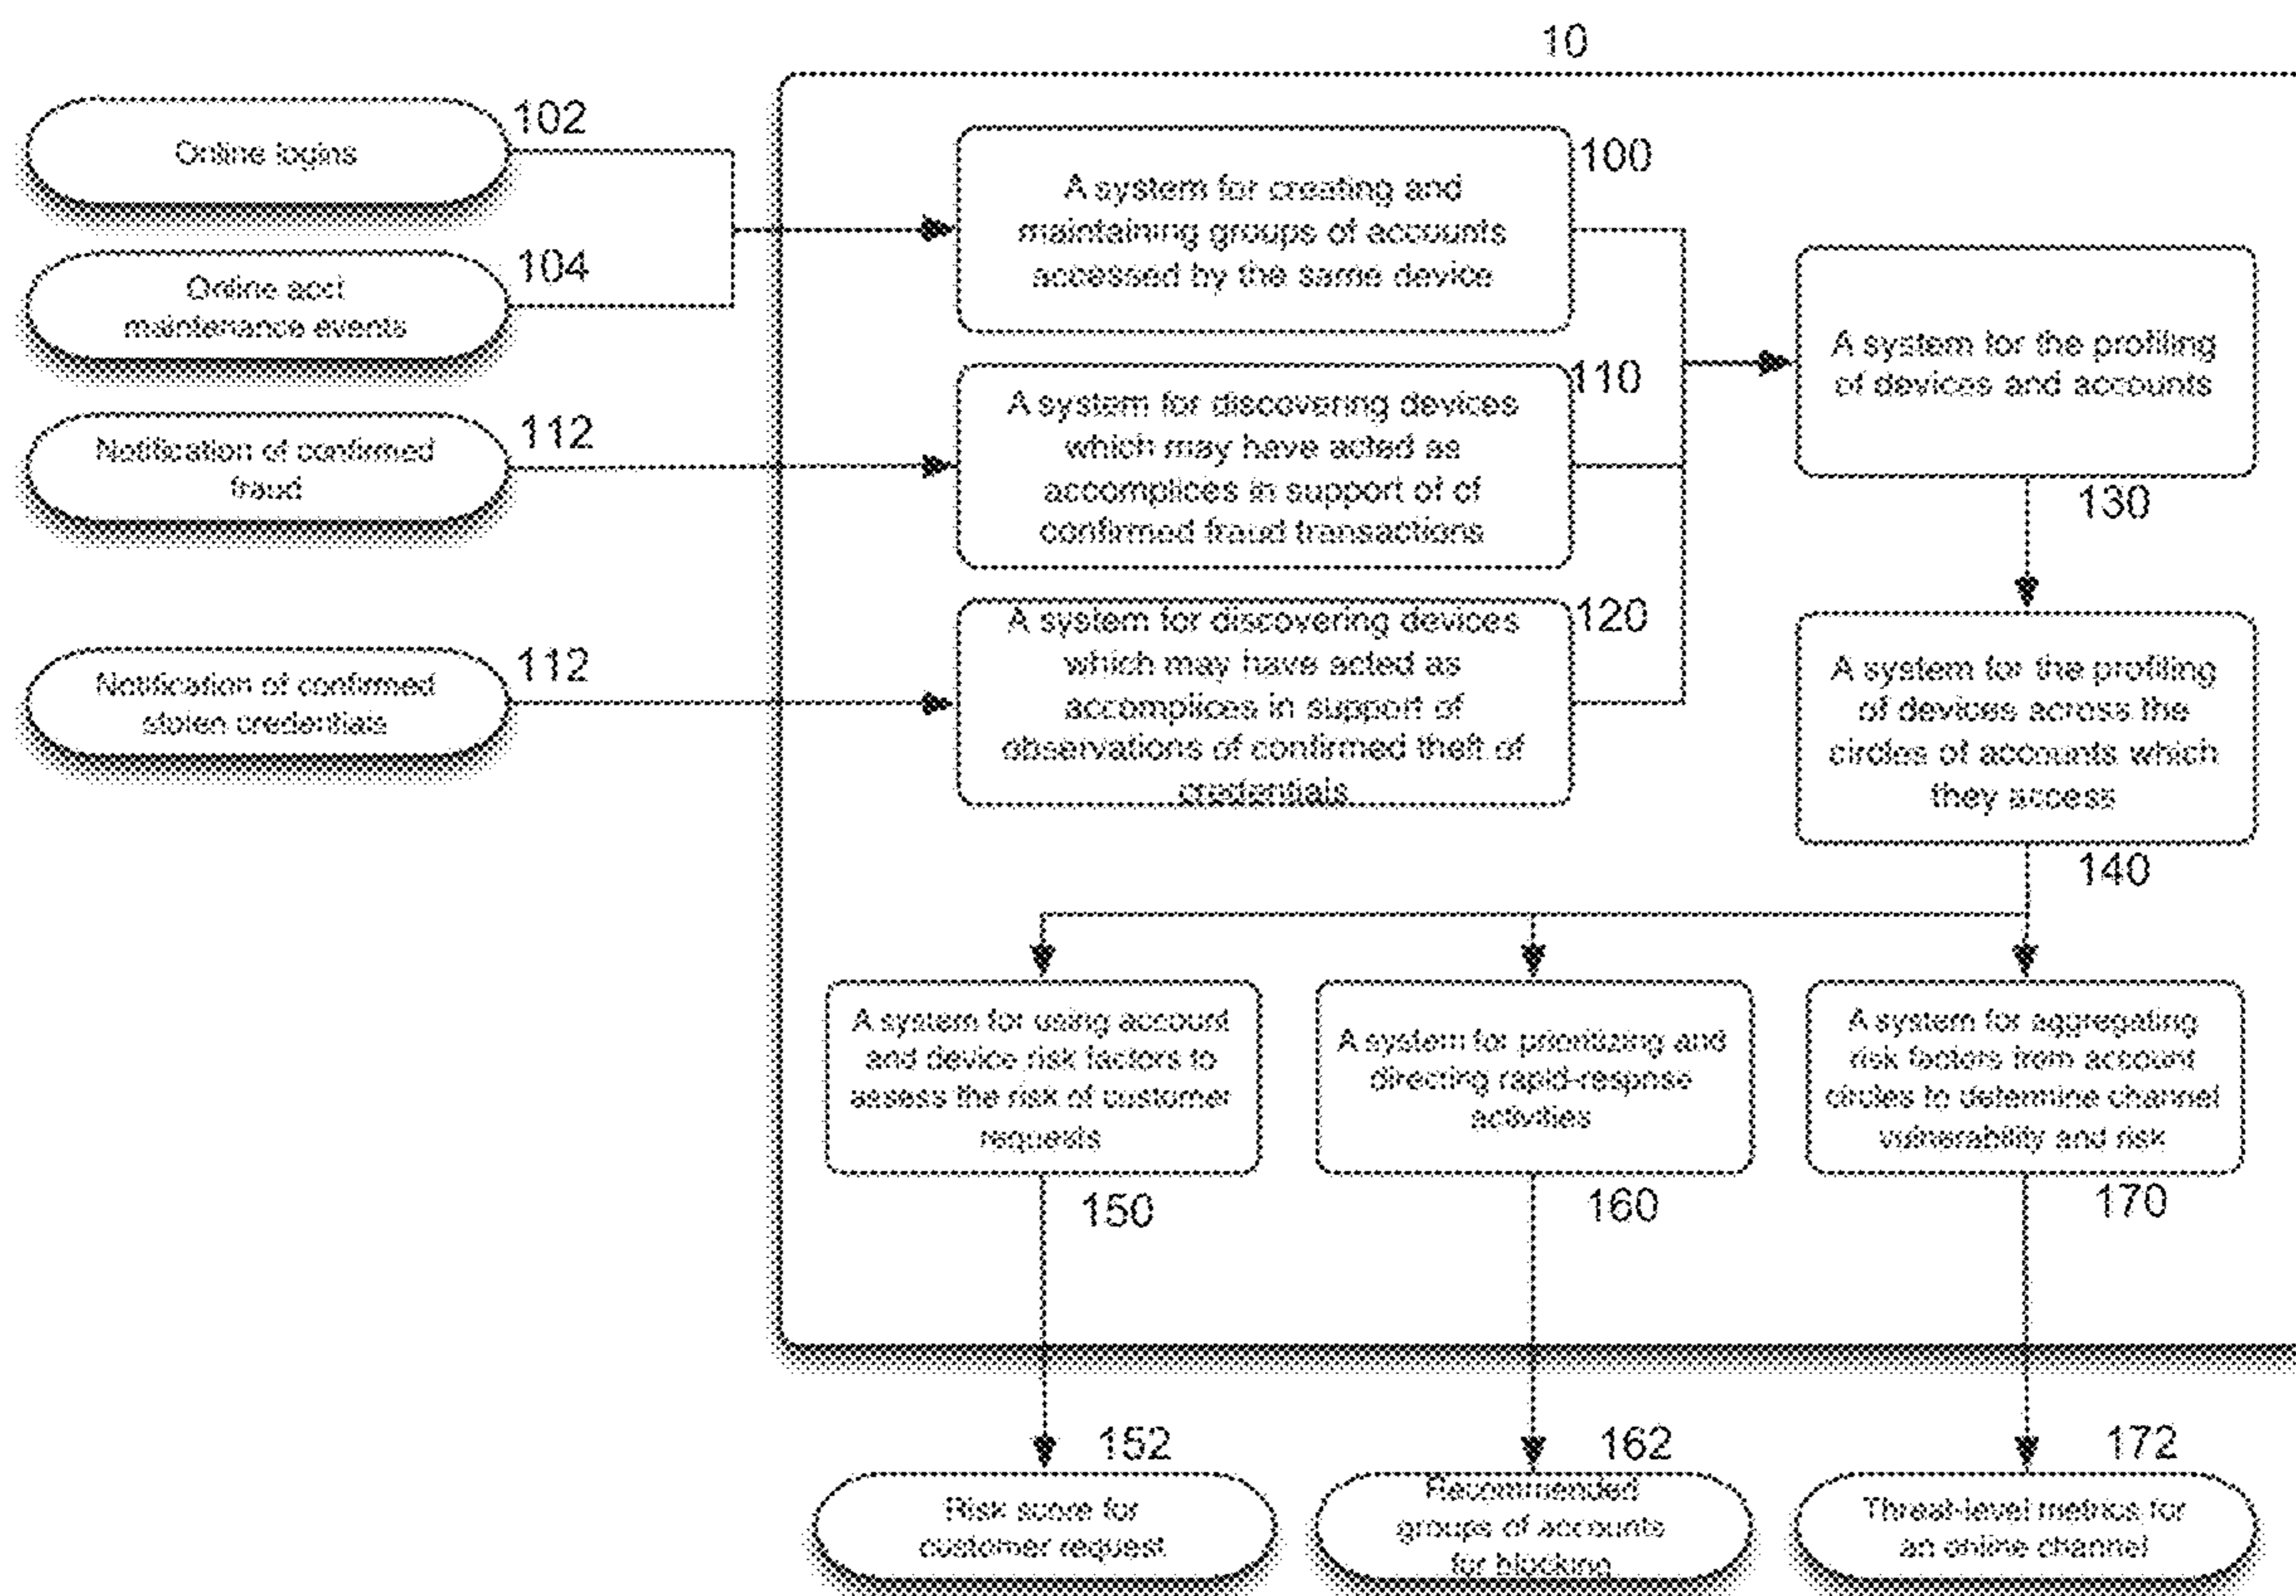 10
102
Online logins
104
Online acct
maintenance events
112
Notification of confirmed
fraud
112
Notification of confirmed
stolen credentials
100
A system for creating and
maintaining groups of accounts
accessed by the same device
110
A system for discovering devices
which may have acted as
accomplices in support of of
confirmed fraud transactions
120
A system for discovering devices
which may have acted as
accomplices in support of
observations of confirmed theft of
credentials
A system for the profiling
of devices and accounts
130
A system for the profiling
of devices across the
circles of accounts which
they access
140
A system for using account
and device risk factors to
assess the risk of customer
requests
150
A system for prioritizing and
directing rapid-response
activities
160
A system for aggregating
risk factors from account
circles to determine channel
vulnerability and risk
170
152
Risk score for
customer request
162
Recommended
groups of accounts
for blocking
172
Threat-level metrics for
an online channel